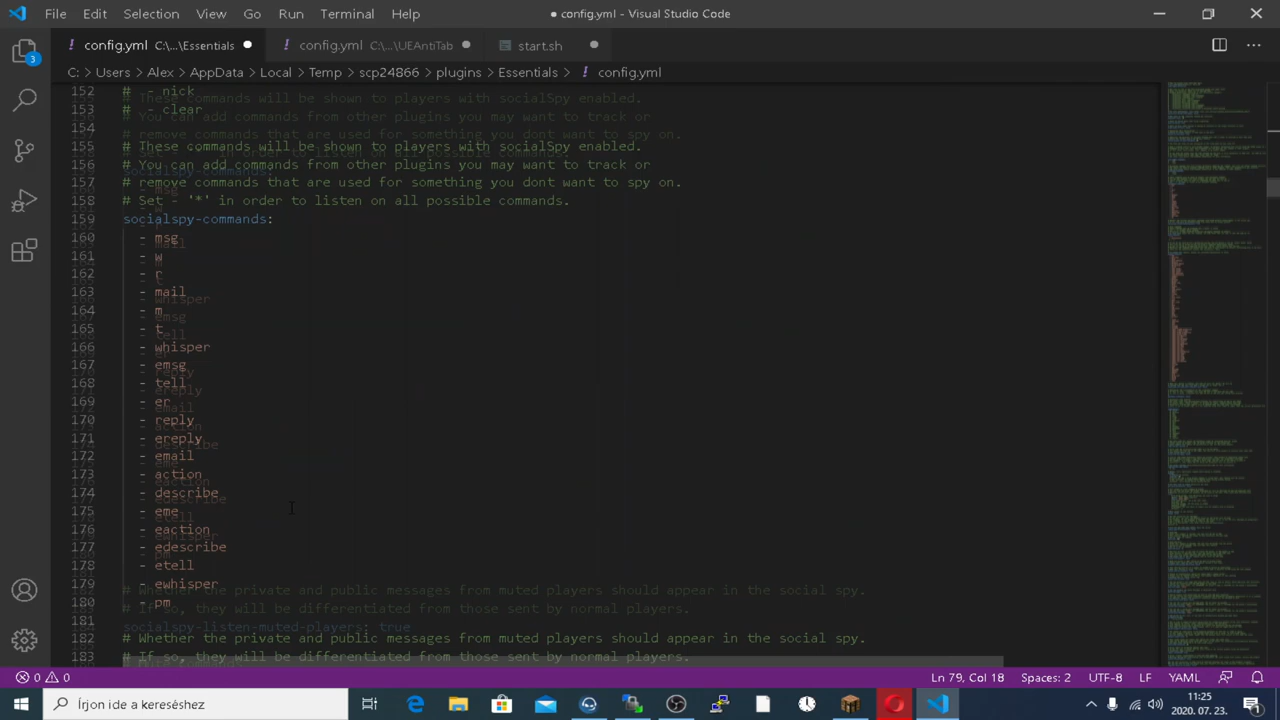 File Edit Selection View Go Run Terminal Help
● config.yml - Visual Studio Code
! config.yml C:\...\Essentials ● ! config.yml C:\...\UEAntiTab ● start.sh ●
C: > Users > Alex > AppData > Local > Temp > scp24866 > plugins > Essentials > ! config.yml
3
152 #  - nick
153 #  - clear
154
155 # These commands will be shown to players with socialSpy enabled.
156 # You can add commands from other plugins you may want to track or
157 # remove commands that are used for something you dont want to spy on.
158 # Set - '*' in order to listen on all possible commands.
159 socialspy-commands:
160 - msg
161 - w
162 - r
163 - mail
164 - m
165 - t
166 - whisper
167 - emsg
168 - tell
169 - er
170 - reply
171 - ereply
172 - email
173 - action
174 - describe
175 - eme
176 - eaction
177 - edescribe
178 - etell
179 - ewhisper
180 - pm
181
182 # Whether the private and public messages from muted players should appear in the social spy.
183 # If so, they will be differentiated from those sent by normal players.
socialspy-listen-muted-players: true
0 0 Ln 79, Col 18 Spaces: 2 UTF-8 LF YAML
Írjon ide a kereséshez
11:25
2020. 07. 23.
1